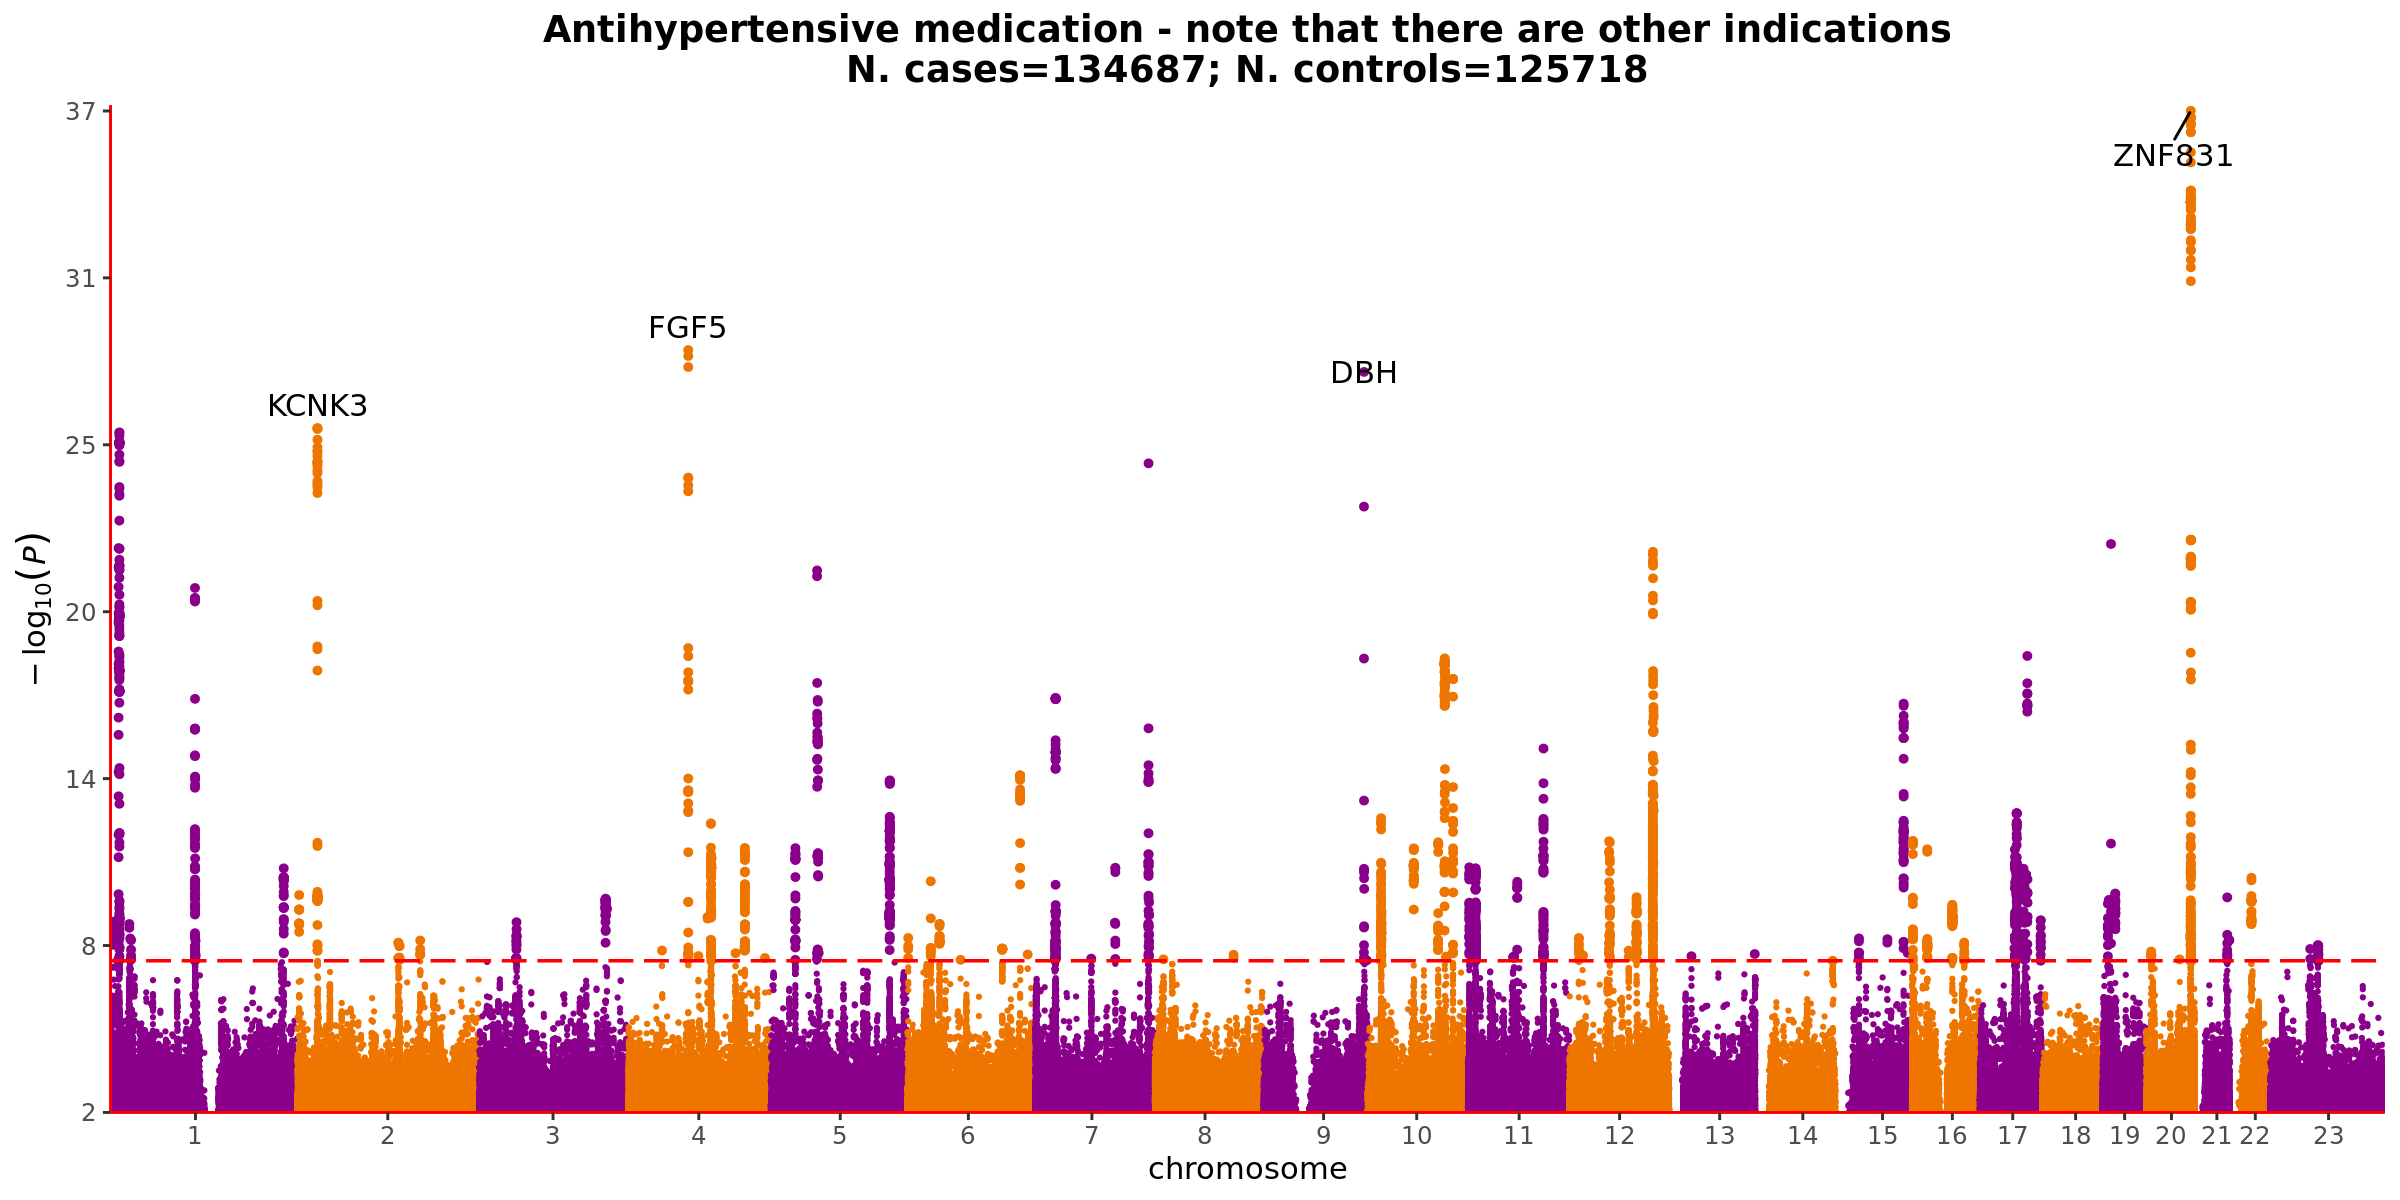 Antihypertensive medication - note that there are other indications
N. cases=134687; N. controls=125718
37
ZNF831
31
FGF5
DBH
KCNK3
25
20
14
8
2
−log₁₀(P)
1 2 3 4 5 6 7 8 9 10 11 12 13 14 15 16 17 18 19 20 21 22 23
chromosome